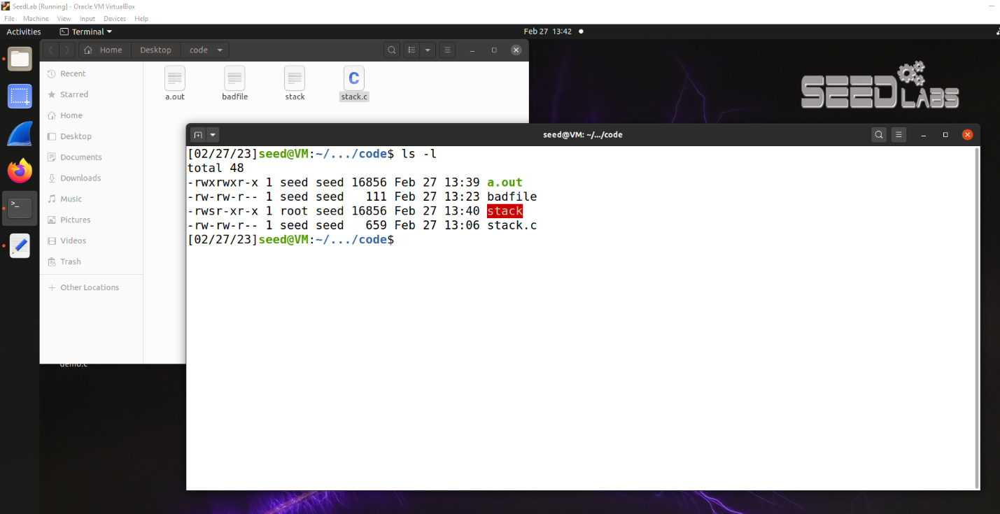 SeedLab [Running] - Oracle VM VirtualBox
File Machine View Input Devices Help
Activities Terminal Feb 27 13:42
Home Desktop code
Recent
Starred
Home
Desktop
Documents
Downloads
Music
Pictures
Videos
Trash
+ Other Locations
a.out badfile stack stack.c
C
demo.c
SEED LABS
seed@VM: ~/.../code
[02/27/23]seed@VM:~/.../code$ ls -l
total 48
-rwxrwxr-x 1 seed seed 16856 Feb 27 13:39 a.out
-rw-rw-r-- 1 seed seed   111 Feb 27 13:23 badfile
-rwsr-xr-x 1 root seed 16856 Feb 27 13:40 stack
-rw-rw-r-- 1 seed seed   659 Feb 27 13:06 stack.c
[02/27/23]seed@VM:~/.../code$